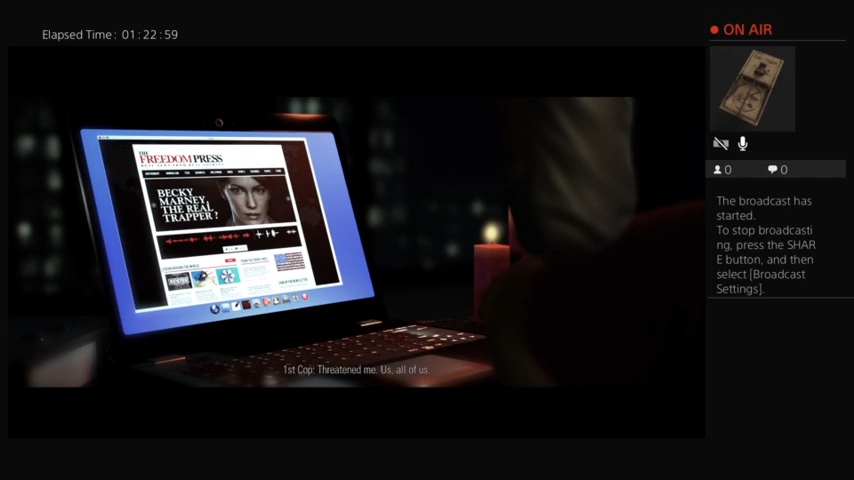 Elapsed Time: 01:22:59
ON AIR
THE
FREEDOM PRESS
BECKY
MARNEY,
THE REAL
TRAPPER?
1st Cop: Threatened me. Us, all of us
0
0
The broadcast has
started.
To stop broadcasti
ng, press the SHAR
E button, and then
select [Broadcast
Settings].